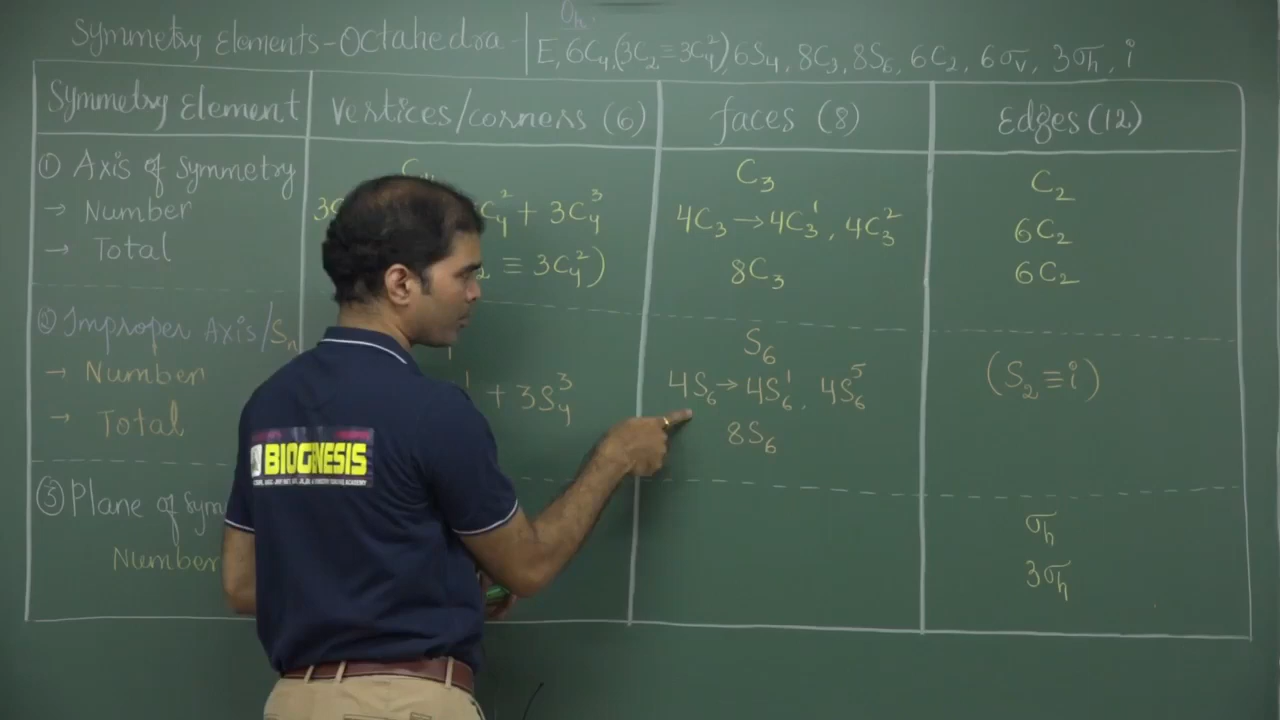 Symmetry Elements-Octahedra-
Oh.
E, 6C₄, (3C₂ ≡ 3C₄²), 6S₄, 8C₃, 8S₆, 6C₂, 6σᵥ, 3σₕ, i
Symmetry Element
Vertices/corners (6)
faces (8)
Edges (12)
① Axis of Symmetry
→ Number
→ Total
C₄² + 3C₄³
≡ 3C₄²)
C₃
4C₃ → 4C₃¹, 4C₃²
8C₃
C₂
6C₂
6C₂
② Improper Axis/Sₙ
→ Number
→ Total
+ 3S₄³
S₆
4S₆ → 4S₆¹, 4S₆⁵
8S₆
(S₂ ≡ i)
③ Plane of Sym
Number
σₕ
3σₕ
BIOGENESIS